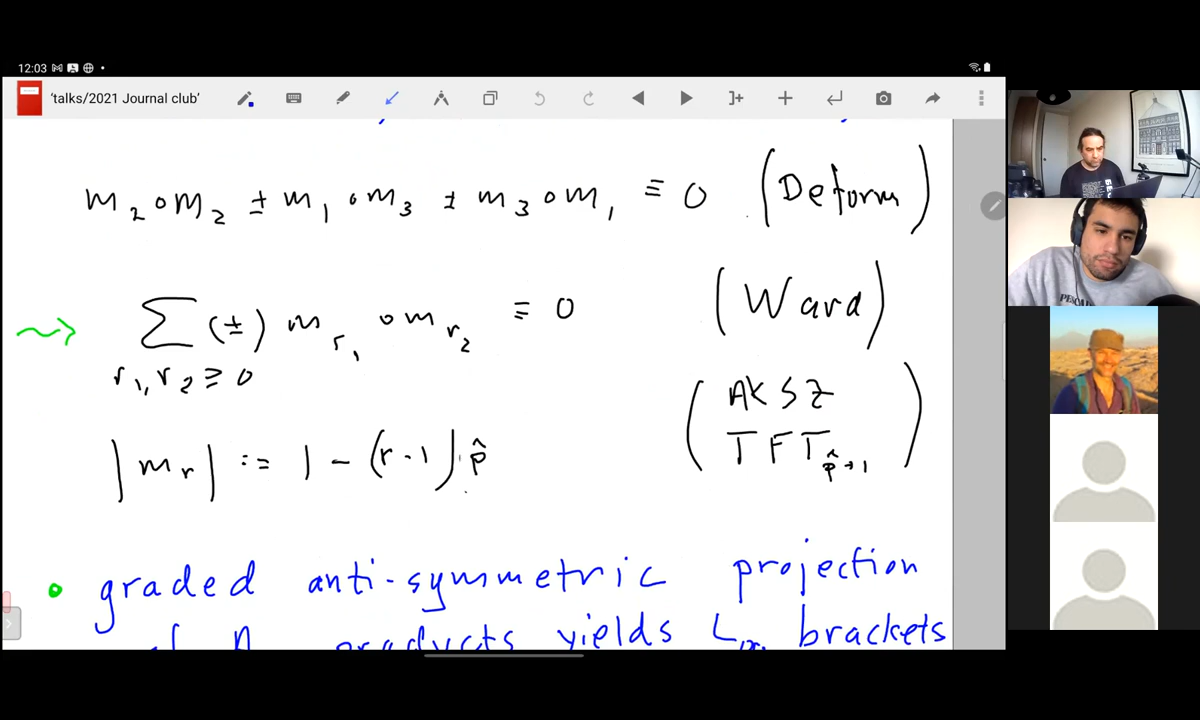 12:03
'talks/2021 Journal club'
m₂∘m₂ ± m₁∘m₃ ± m₃∘m₁ ≡ 0 (Deform)
∑ (±) m_{r₁} ∘ m_{r₂} ≡ 0 (Ward)
r₁, r₂ ≥ 0
|m_r| := 1 - (r-1) p̂
(AKSZ
TFT_{p̂+1})
graded anti-symmetric projection
products yields L∞ brackets